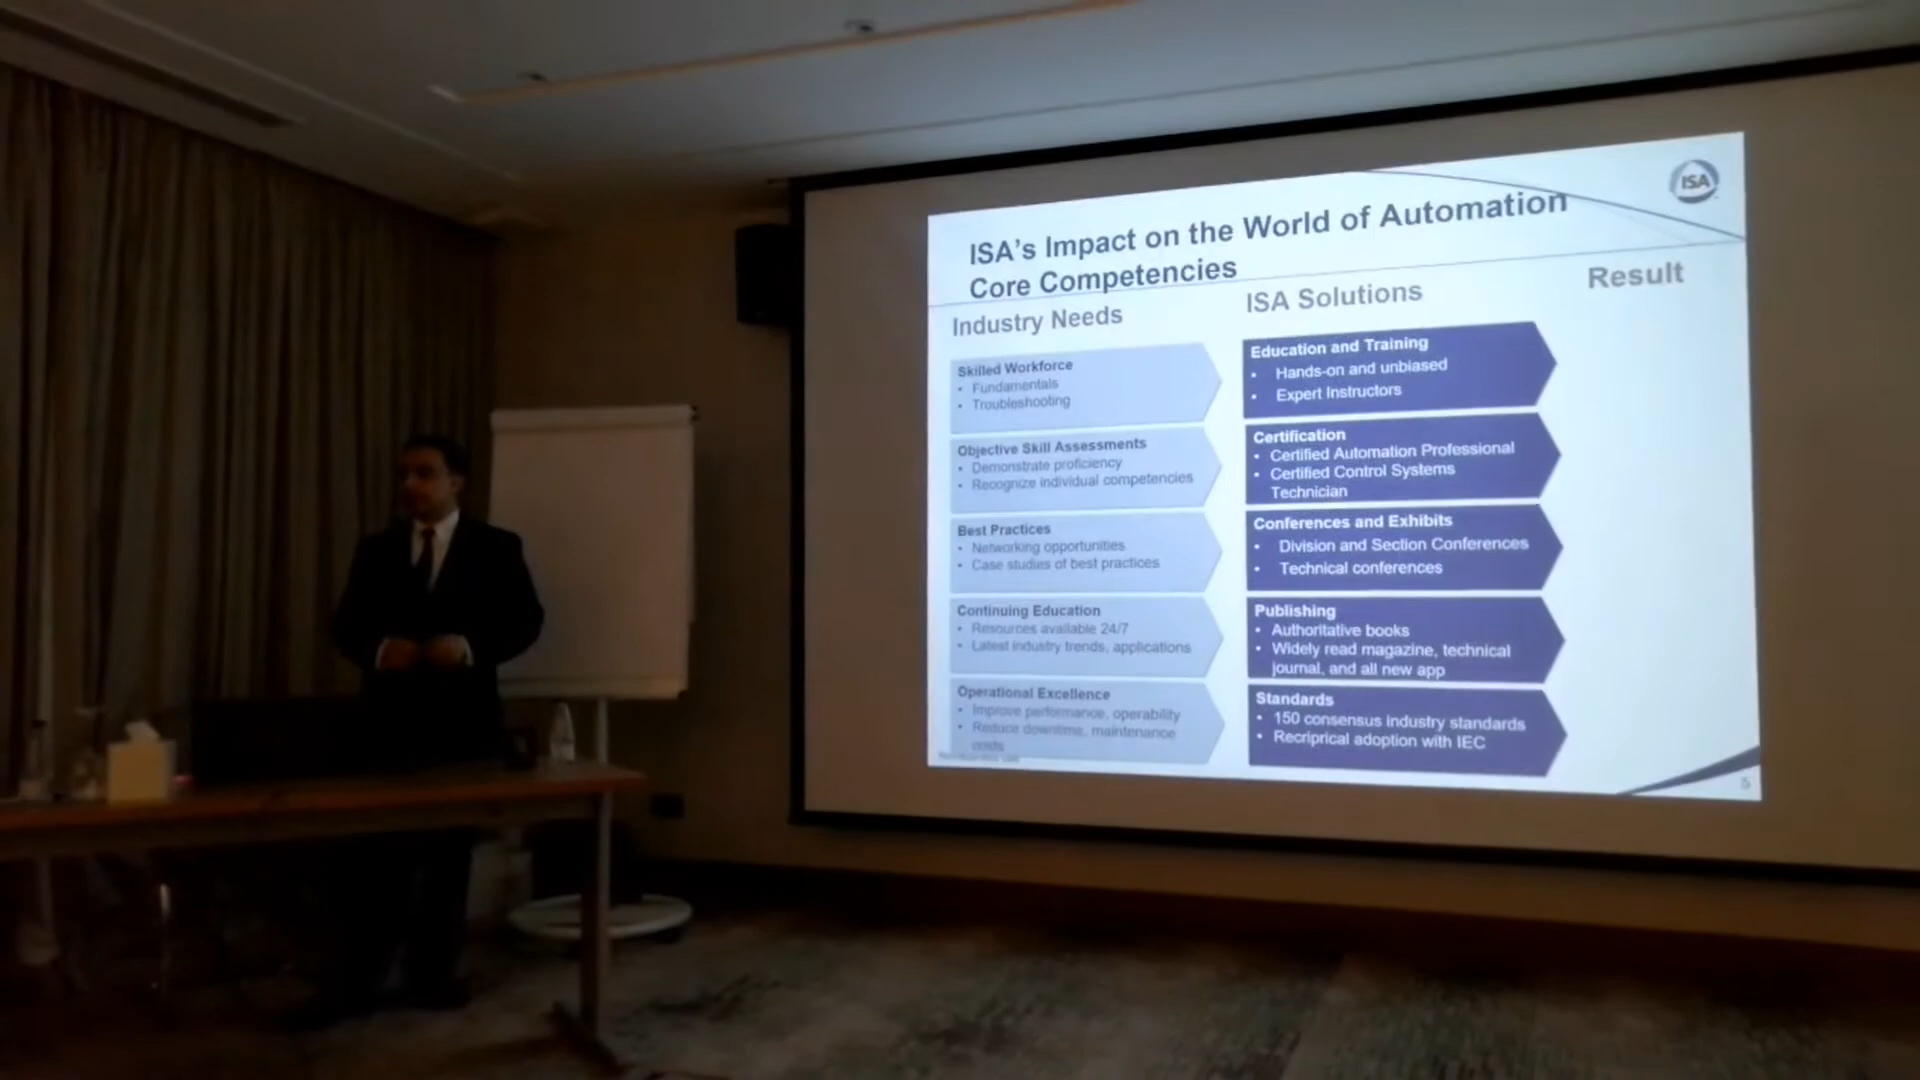 ISA
ISA's Impact on the World of Automation
Core Competencies
Industry Needs
Skilled Workforce
• Fundamentals
• Troubleshooting
Objective Skill Assessments
• Demonstrate proficiency
• Recognize individual competencies
Best Practices
• Networking opportunities
• Case studies of best practices
Continuing Education
• Resources available 24/7
• Latest industry trends, applications
Operational Excellence
• Improve performance, operability
• Reduce downtime, maintenance
costs
ISA Solutions
Education and Training
• Hands-on and unbiased
• Expert Instructors
Certification
• Certified Automation Professional
• Certified Control Systems
Technician
Conferences and Exhibits
• Division and Section Conferences
• Technical conferences
Publishing
• Authoritative books
• Widely read magazine, technical
journal, and all new app
Standards
• 150 consensus industry standards
• Recriprical adoption with IEC
Result
5